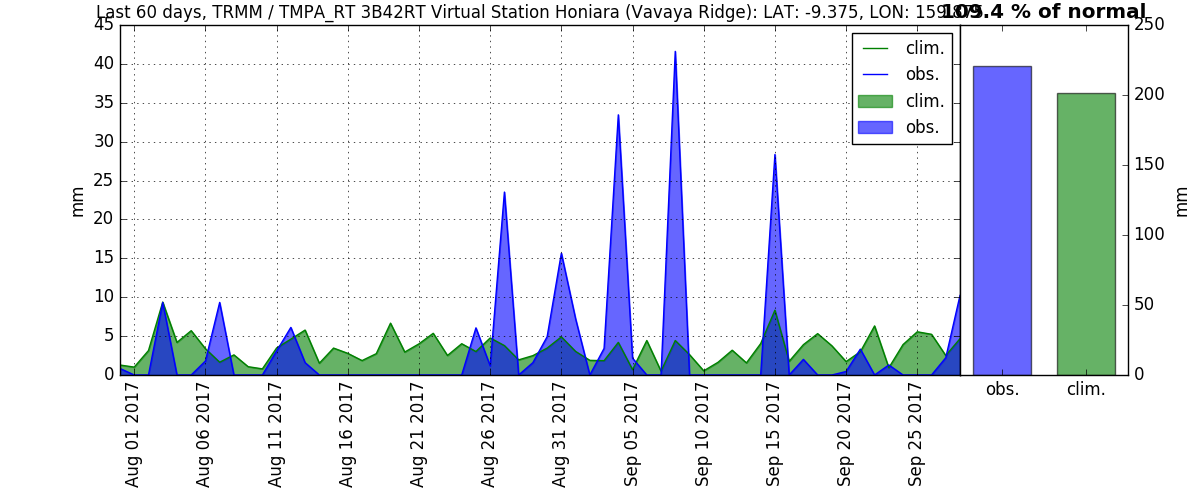 Last 60 days, TRMM / TMPA_RT 3B42RT Virtual Station Honiara (Vavaya Ridge): LAT: -9.375, LON: 159.875
109.4 % of normal
45
40
35
30
25
20
15
10
5
0
mm
clim.
obs.
clim.
obs.
Aug 01 2017
Aug 06 2017
Aug 11 2017
Aug 16 2017
Aug 21 2017
Aug 26 2017
Aug 31 2017
Sep 05 2017
Sep 10 2017
Sep 15 2017
Sep 20 2017
Sep 25 2017
250
200
150
100
50
0
mm
obs.
clim.